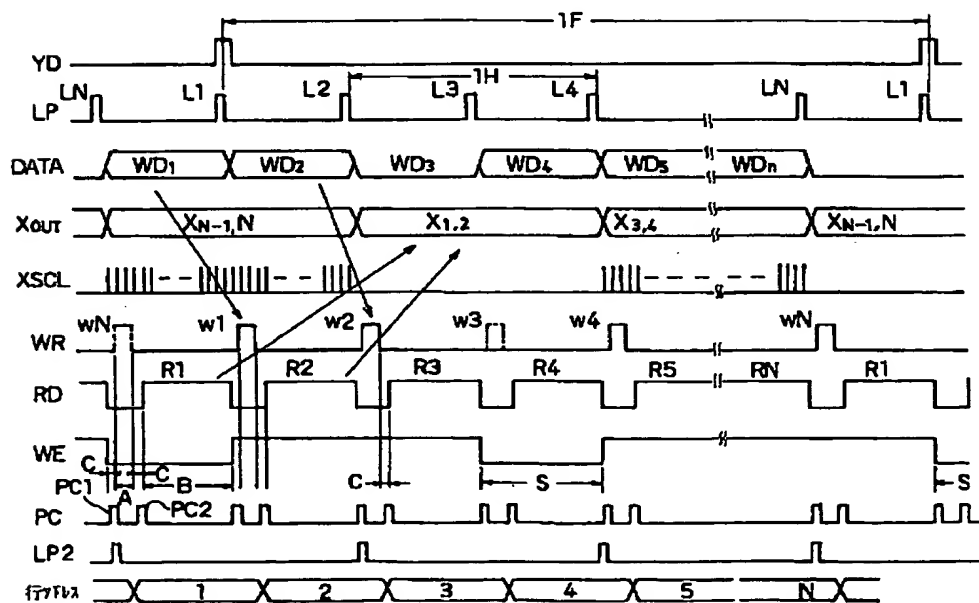 1F
YD
1H
LP LN L1 L2 L3 L4 LN L1
DATA WD1 WD2 WD3 WD4 WD5 WDn
XOUT XN-1,N X1,2 X3,4 XN-1,N
XSCL
WR wN w1 w2 w3 w4 wN
RD R1 R2 R3 R4 R5 RN R1
WE
C C B C S S
A
PC1 PC2
PC
LP2
行アドレス 1 2 3 4 5 N